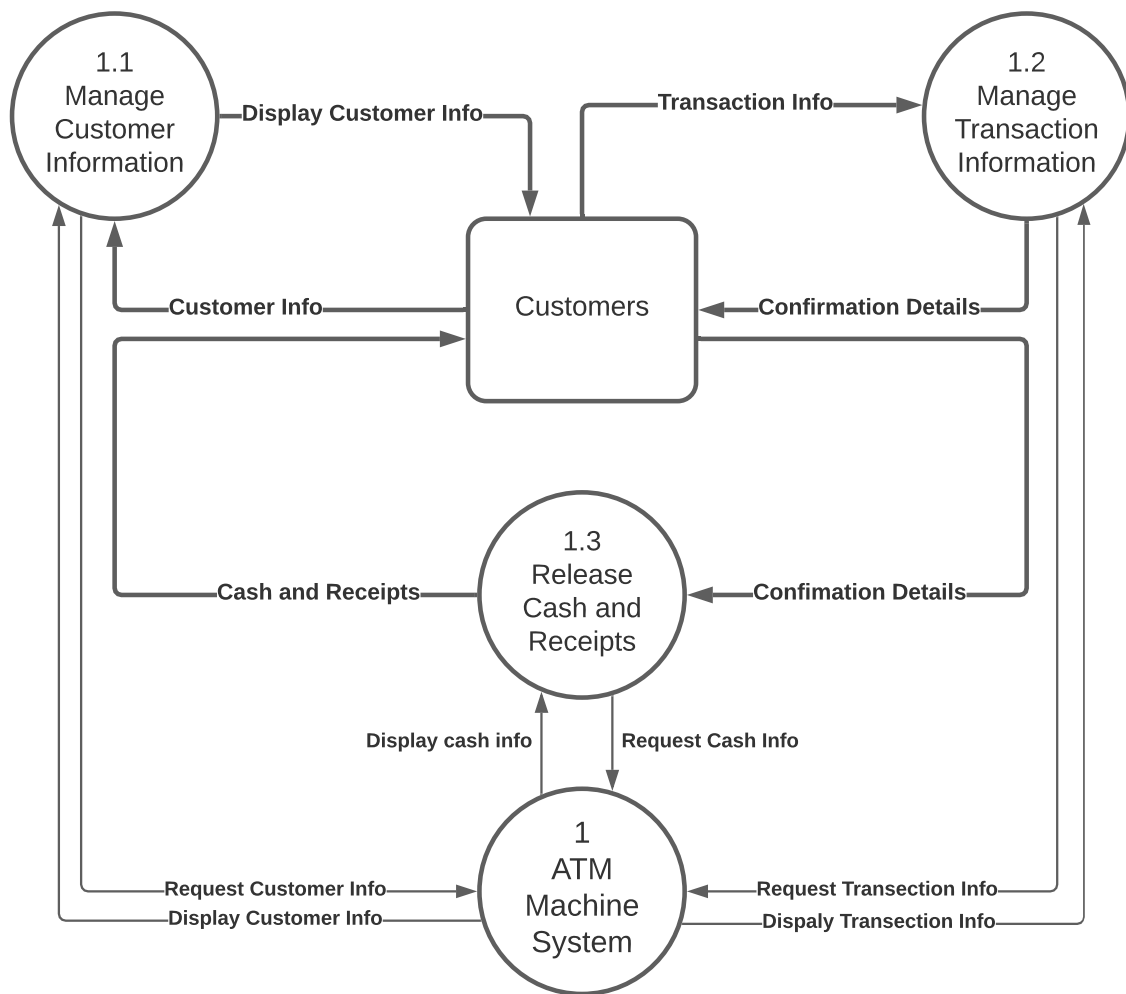 1.1
Manage
Customer
Information
Display Customer Info
Transaction Info
1.2
Manage
Transaction
Information
Customers
Customer Info
Confirmation Details
1.3
Release
Cash and
Receipts
Cash and Receipts
Confimation Details
Display cash info
Request Cash Info
1
ATM
Machine
System
Request Customer Info
Display Customer Info
Request Transection Info
Dispaly Transection Info